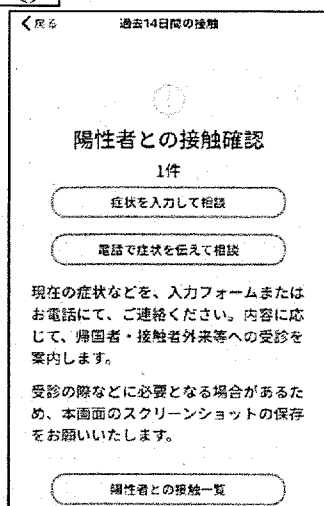 戻る
過去14日間の接触
陽性者との接触確認
1件
症状を入力して相談
電話で症状を伝えて相談
現在の症状などを、入力フォームまたは
お電話にて、ご連絡ください。内容に応
じて、帰国者・接触者外来等への受診を
案内します。
受診の際などに必要となる場合があるた
め、本画面のスクリーンショットの保存
をお願いいたします。
陽性者との接触一覧